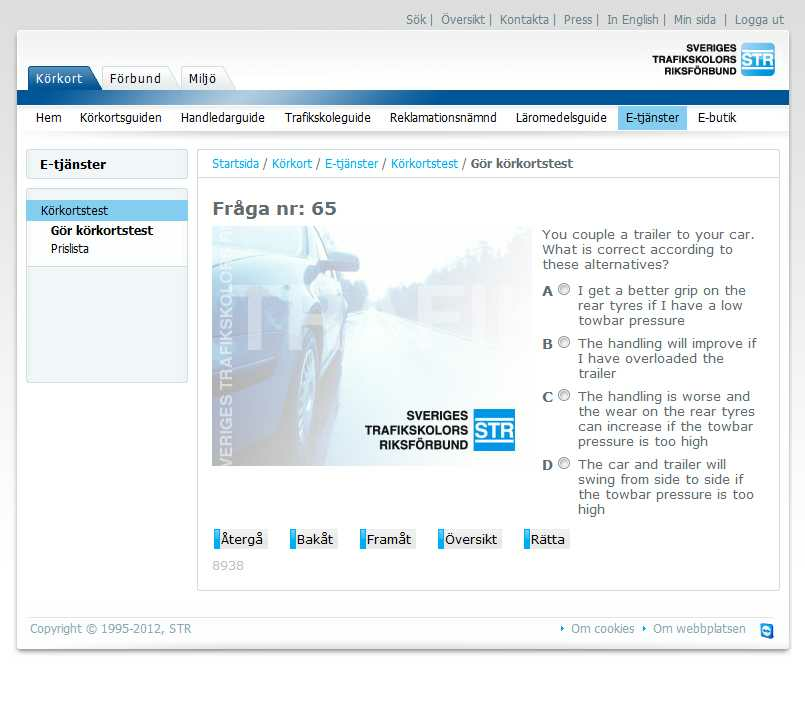 Sök | Översikt | Kontakta | Press | In English | Min sida | Logga ut
SVERIGES
TRAFIKSKOLORS
RIKSFÖRBUND
STR
Körkort Förbund Miljö
Hem Körkortsguiden Handledarguide Trafikskoleguide Reklamationsnämnd Läromedelsguide E-tjänster E-butik
E-tjänster
Körkortstest
Gör körkortstest
Prislista
Startsida / Körkort / E-tjänster / Körkortstest / Gör körkortstest
Fråga nr: 65
SVERIGES TRAFIKSKOLORS
TRAFI
SVERIGES
TRAFIKSKOLORS
RIKSFÖRBUND
STR
You couple a trailer to your car.
What is correct according to
these alternatives?
A I get a better grip on the
rear tyres if I have a low
towbar pressure
B The handling will improve if
I have overloaded the
trailer
C The handling is worse and
the wear on the rear tyres
can increase if the towbar
pressure is too high
D The car and trailer will
swing from side to side if
the towbar pressure is too
high
Återgå Bakåt Framåt Översikt Rätta
8938
Copyright © 1995-2012, STR
Om cookies Om webbplatsen